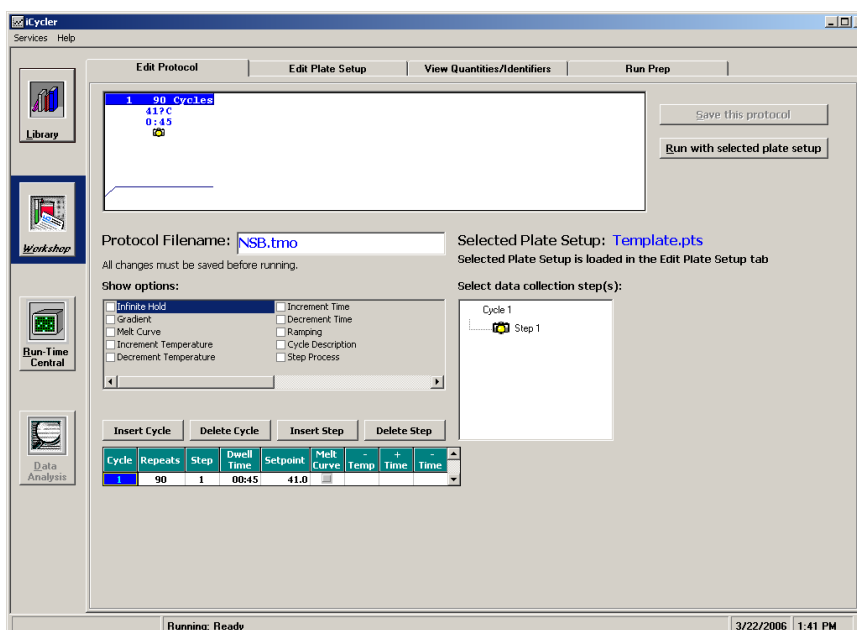 iCycler
Services Help
Edit Protocol
Edit Plate Setup
View Quantities/Identifiers
Run Prep
Library
Workshop
Run-Time
Central
Data
Analysis
1 90 Cycles
41?C
0:45
Save this protocol
Run with selected plate setup
Protocol Filename: NSB.tmo
Selected Plate Setup: Template.pts
All changes must be saved before running.
Selected Plate Setup is loaded in the Edit Plate Setup tab
Show options:
Select data collection step(s):
Infinite Hold
Gradient
Melt Curve
Increment Temperature
Decrement Temperature
Increment Time
Decrement Time
Ramping
Cycle Description
Step Process
Cycle 1
Step 1
Insert Cycle
Delete Cycle
Insert Step
Delete Step
Cycle Repeats Step Dwell Time Setpoint Melt Curve - Temp + Time - Time
1 90 1 00:45 41.0
Running: Ready
3/22/2006 1:41 PM